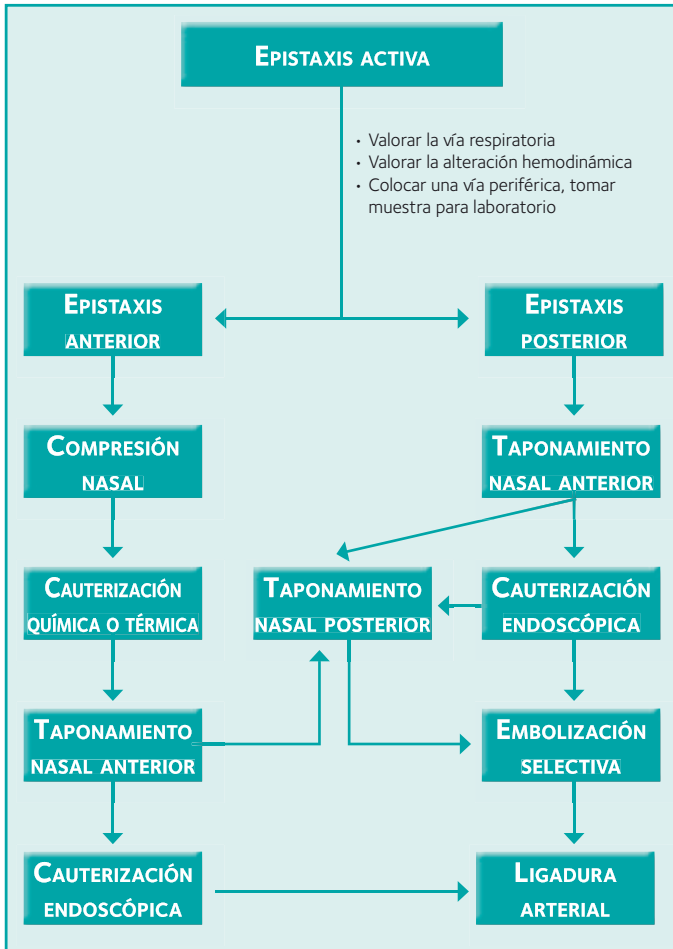 EPISTAXIS ACTIVA
· Valorar la vía respiratoria
· Valorar la alteración hemodinámica
· Colocar una vía periférica, tomar
muestra para laboratorio
EPISTAXIS
ANTERIOR
EPISTAXIS
POSTERIOR
COMPRESIÓN
NASAL
TAPONAMIENTO
NASAL ANTERIOR
CAUTERIZACIÓN
QUÍMICA O TÉRMICA
TAPONAMIENTO
NASAL POSTERIOR
CAUTERIZACIÓN
ENDOSCÓPICA
TAPONAMIENTO
NASAL ANTERIOR
EMBOLIZACIÓN
SELECTIVA
CAUTERIZACIÓN
ENDOSCÓPICA
LIGADURA
ARTERIAL